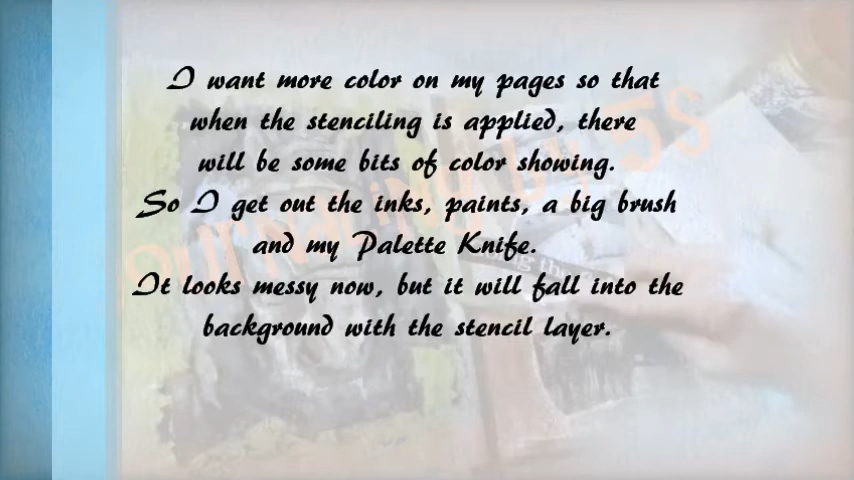 I want more color on my pages so that
when the stenciling is applied, there
will be some bits of color showing.
So I get out the inks, paints, a big brush
and my Palette Knife.
It looks messy now, but it will fall into the
background with the stencil layer.